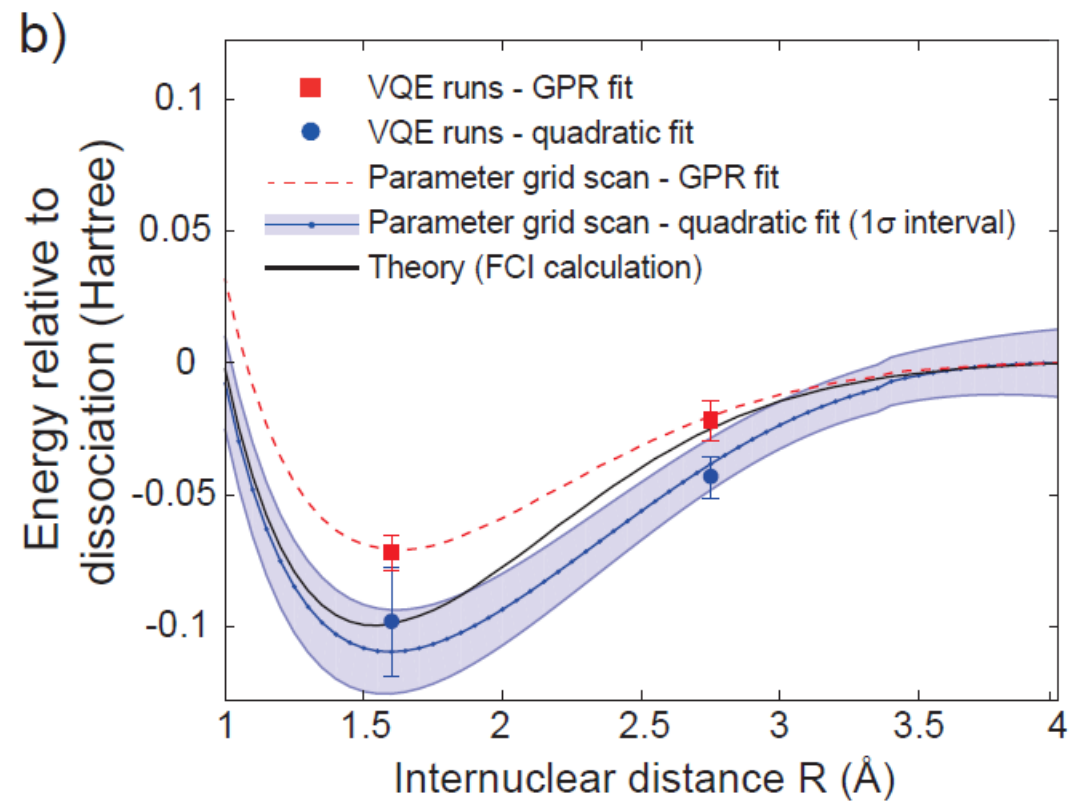 b)
Energy relative to
dissociation (Hartree)
0.1
0.05
0
-0.05
-0.1
VQE runs - GPR fit
VQE runs - quadratic fit
Parameter grid scan - GPR fit
Parameter grid scan - quadratic fit (1σ interval)
Theory (FCI calculation)
1
1.5
2
2.5
3
3.5
4
Internuclear distance R (Å)